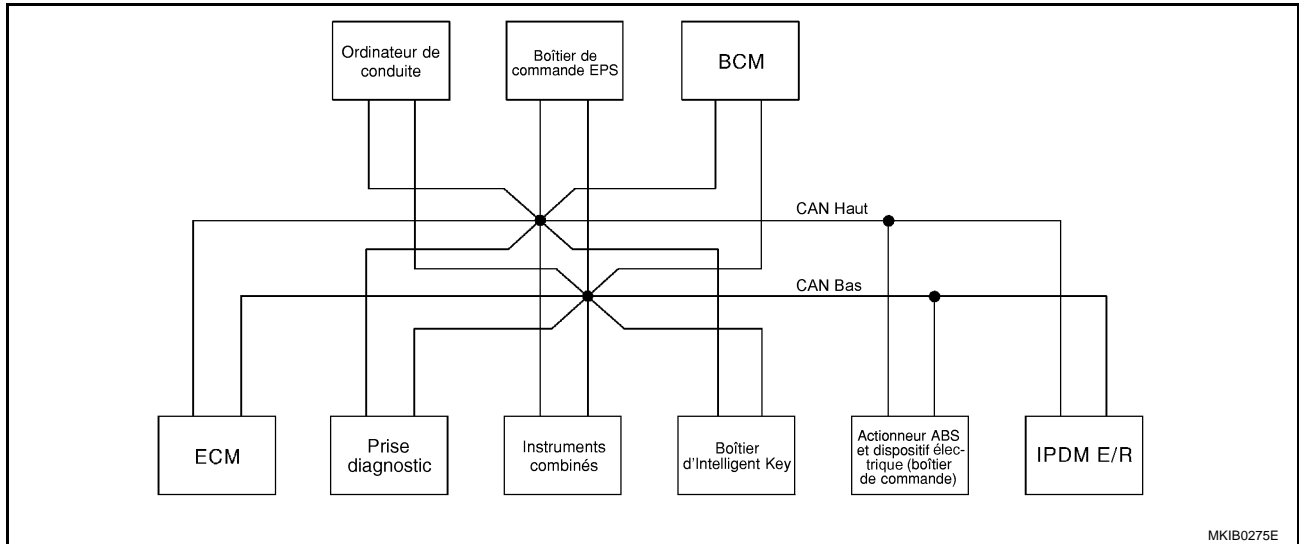 Ordinateur de
conduite
Boîtier de
commande EPS
BCM
CAN Haut
CAN Bas
ECM
Prise
diagnostic
Instruments
combinés
Boîtier
d'Intelligent Key
Actionneur ABS
et dispositif élec-
trique (boîtier
de commande)
IPDM E/R
MKIB0275E